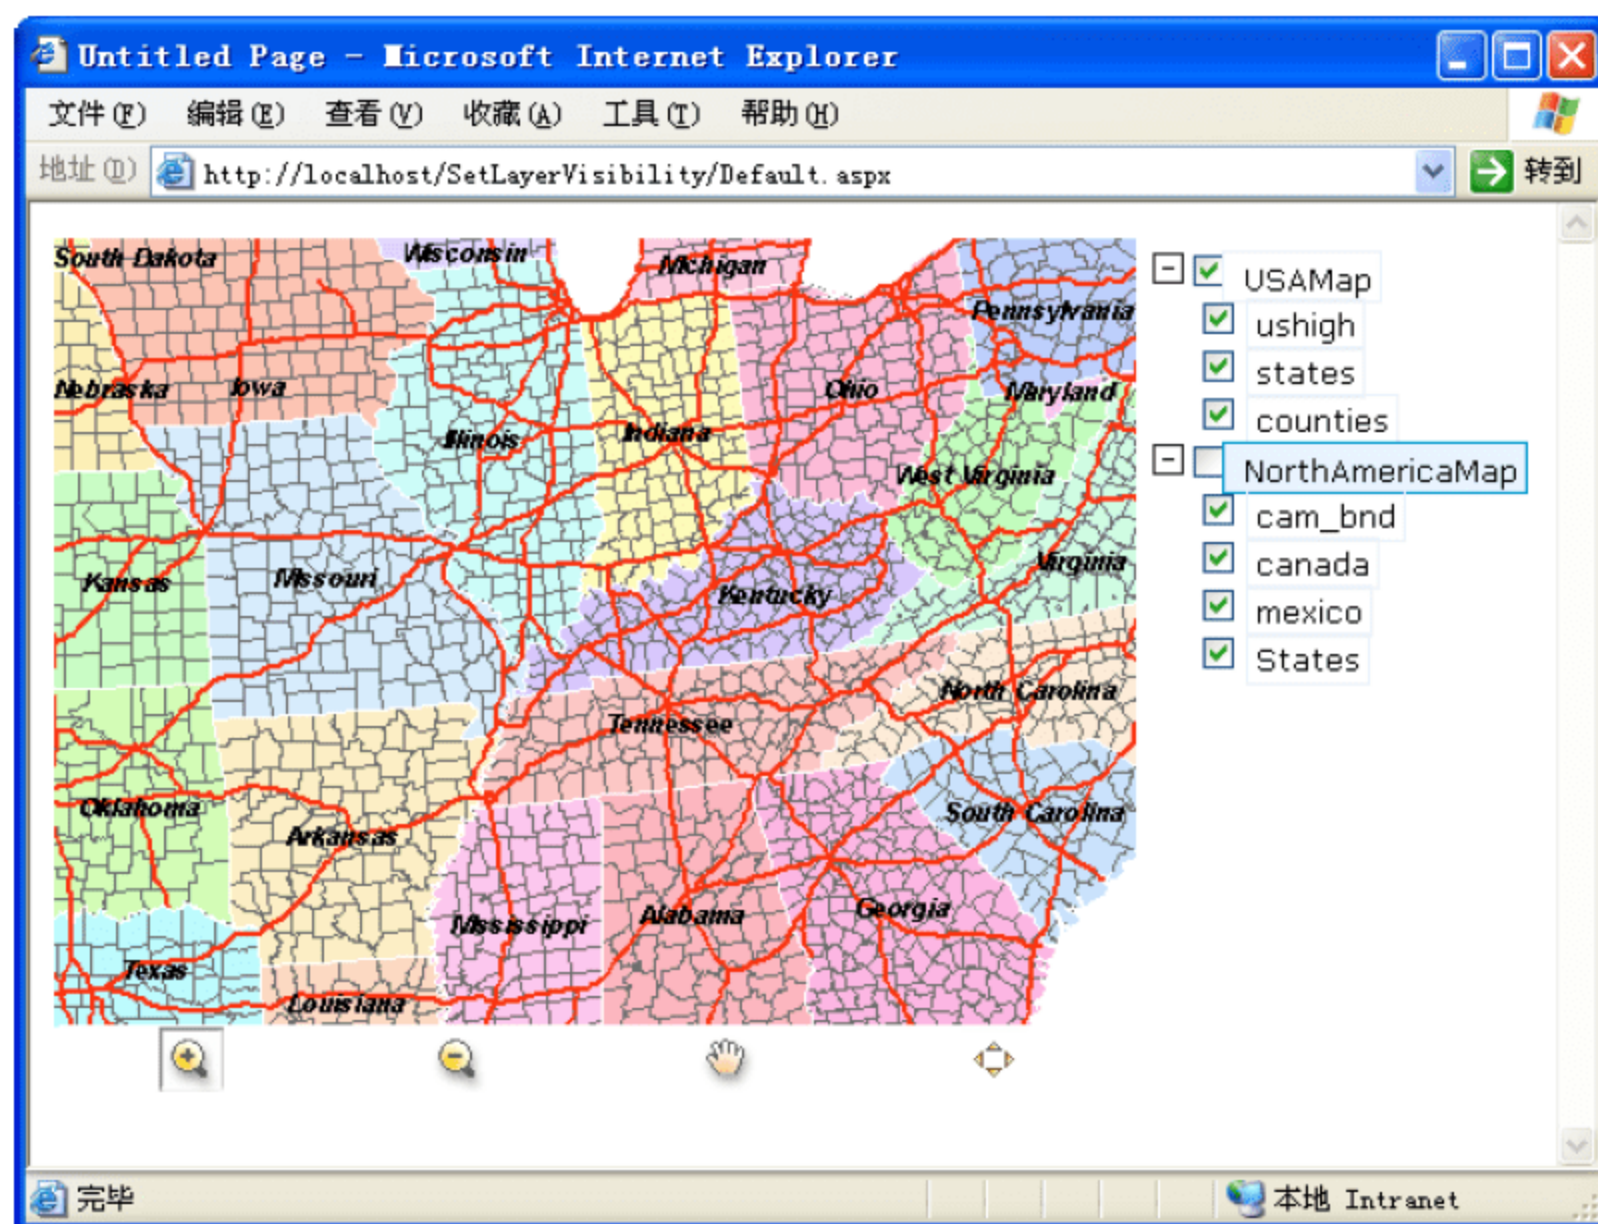 Untitled Page - Microsoft Internet Explorer
文件(F) 编辑(E) 查看(V) 收藏(A) 工具(T) 帮助(H)
地址(D) http://localhost/SetLayerVisibility/Default.aspx 转到
South Dakota Wisconsin Michigan
Pennsylvania
Nebraska Iowa Ohio Maryland
Illinois Indiana
West Virginia
Kansas Missouri Kentucky Virginia
North Carolina
Tennessee
Oklahoma Arkansas South Carolina
Mississippi Alabama Georgia
Texas
Louisiana
USAMap
ushigh
states
counties
NorthAmericaMap
cam_bnd
canada
mexico
States
完毕 本地 Intranet